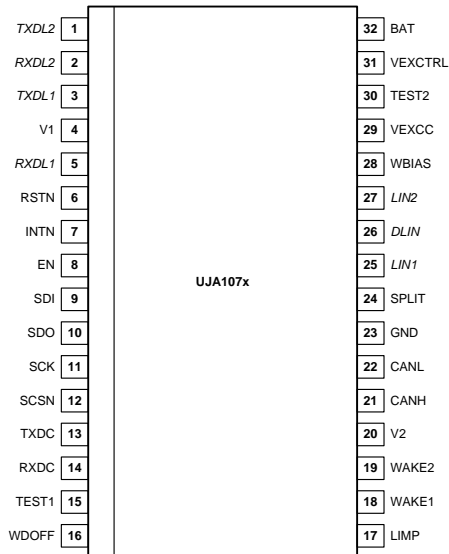 TXDL2 1 32 BAT
RXDL2 2 31 VEXCTRL
TXDL1 3 30 TEST2
V1 4 29 VEXCC
RXDL1 5 28 WBIAS
RSTN 6 27 LIN2
INTN 7 26 DLIN
EN 8 25 LIN1
UJA107x
SDI 9 24 SPLIT
SDO 10 23 GND
SCK 11 22 CANL
SCSN 12 21 CANH
TXDC 13 20 V2
RXDC 14 19 WAKE2
TEST1 15 18 WAKE1
WDOFF 16 17 LIMP